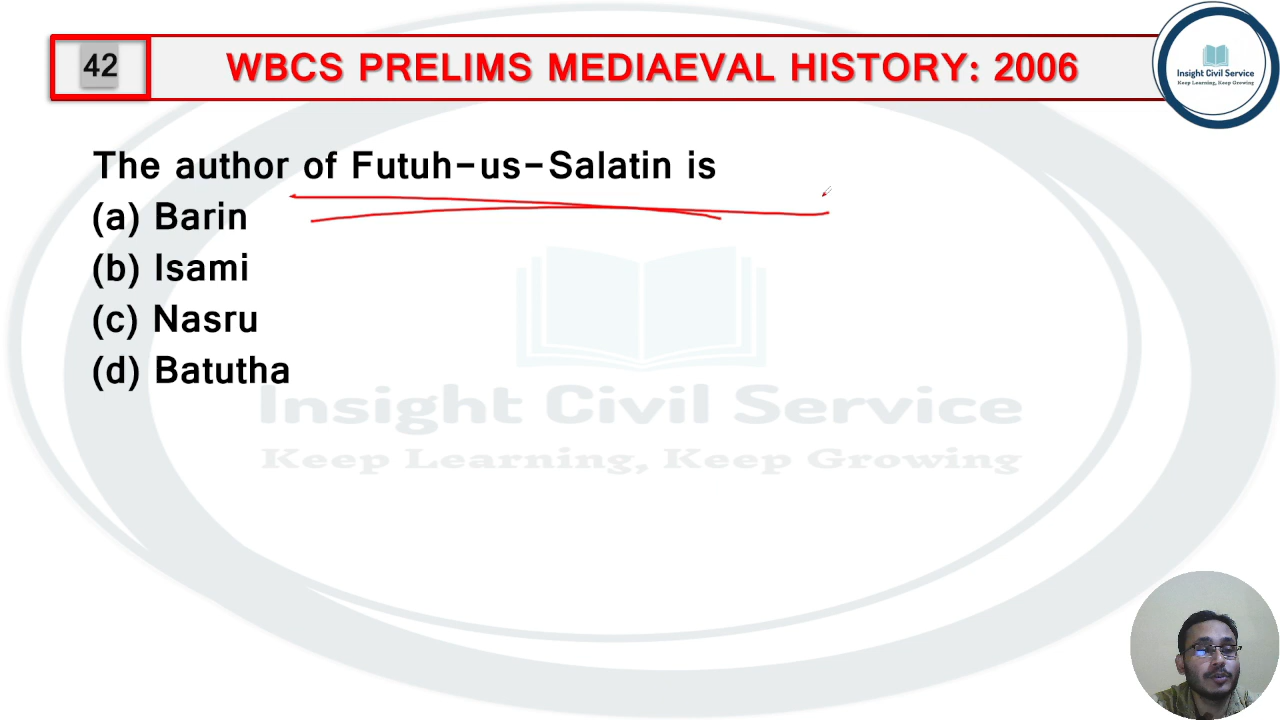 42
WBCS PRELIMS MEDIAEVAL HISTORY: 2006
Insight Civil Service
Keep Learning, Keep Growing
The author of Futuh-us-Salatin is
(a) Barin
(b) Isami
(c) Nasru
(d) Batutha
Insight Civil Service
Keep Learning, Keep Growing